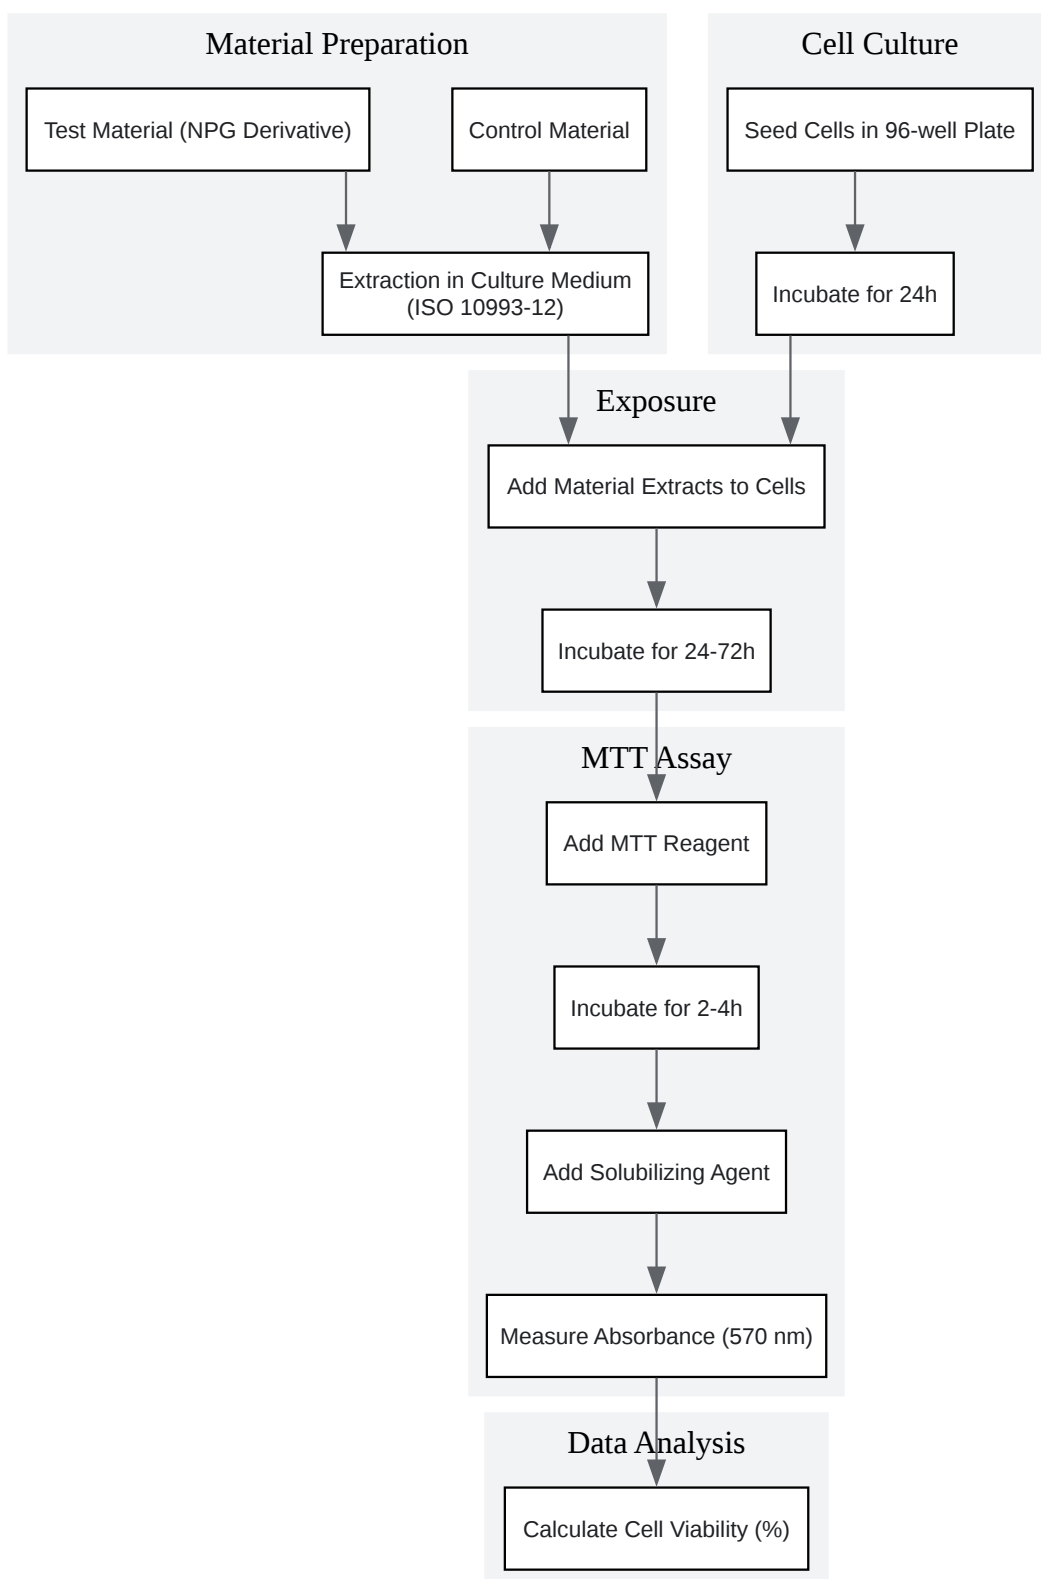 Material Preparation
Test Material (NPG Derivative)
Control Material
Extraction in Culture Medium
(ISO 10993-12)
Cell Culture
Seed Cells in 96-well Plate
Incubate for 24h
Exposure
Add Material Extracts to Cells
Incubate for 24-72h
MTT Assay
Add MTT Reagent
Incubate for 2-4h
Add Solubilizing Agent
Measure Absorbance (570 nm)
Data Analysis
Calculate Cell Viability (%)